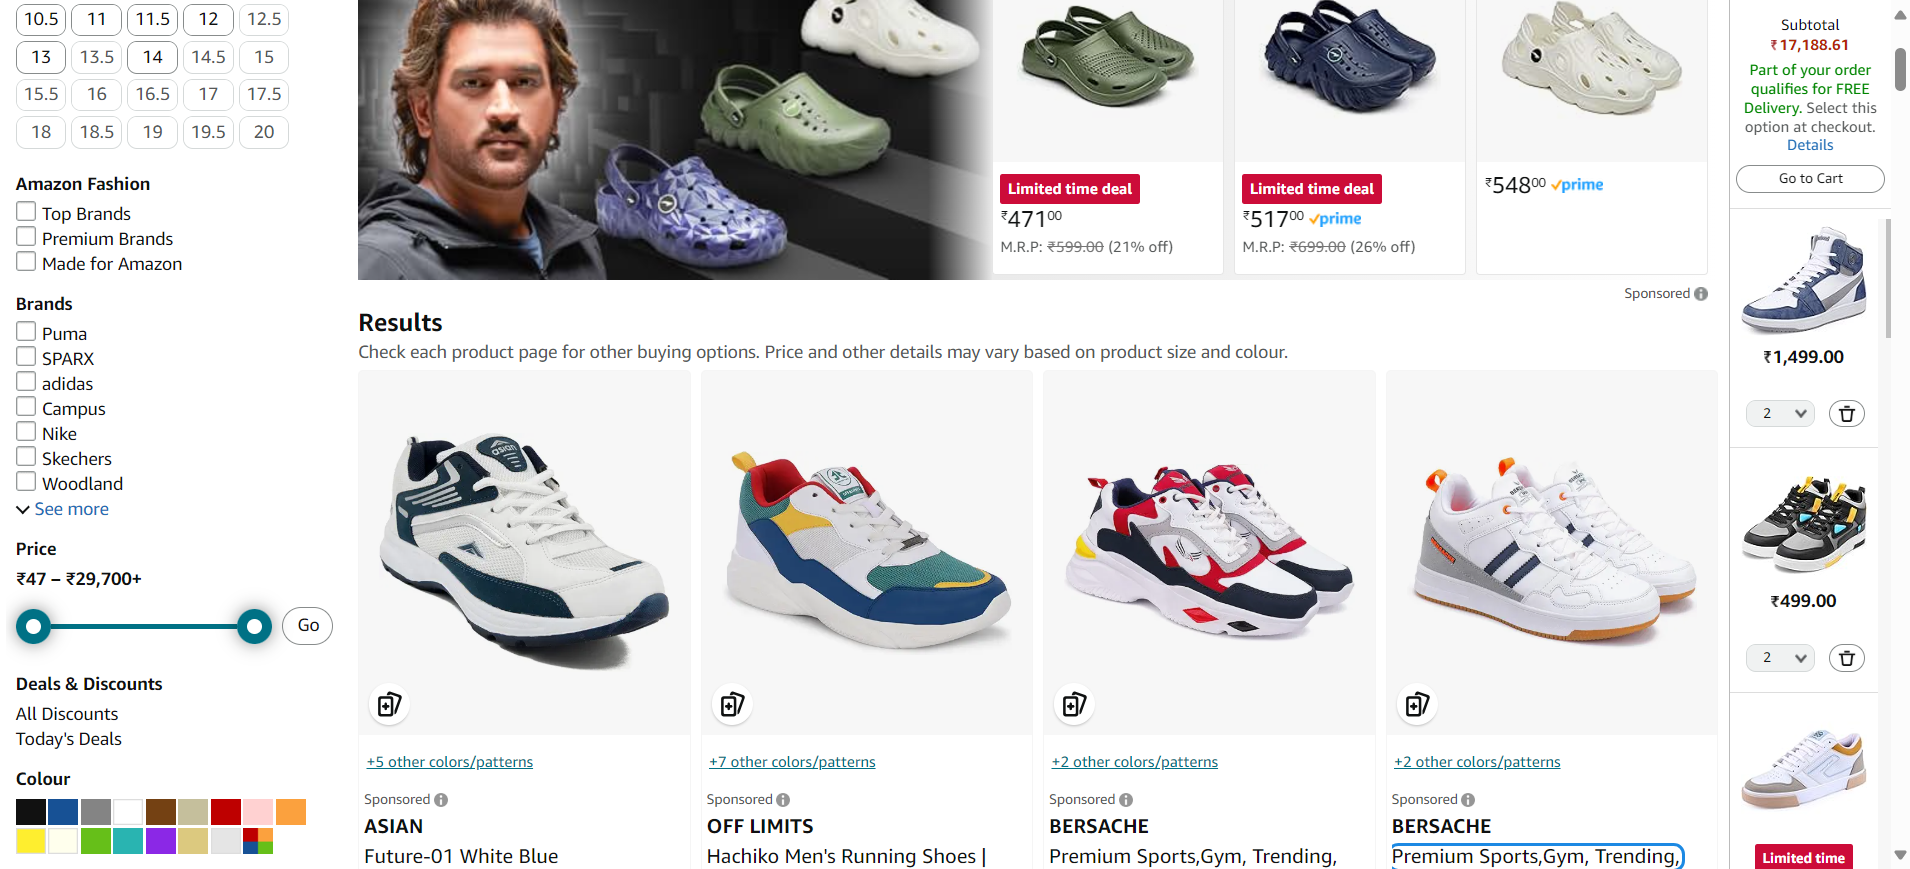 10.5 11 11.5 12 12.5
13 13.5 14 14.5 15
15.5 16 16.5 17 17.5
18 18.5 19 19.5 20
Amazon Fashion
Top Brands
Premium Brands
Made for Amazon
Brands
Puma
SPARX
adidas
Campus
Nike
Skechers
Woodland
See more
Price
₹47 – ₹29,700+
Go
Deals & Discounts
All Discounts
Today's Deals
Colour
Limited time deal
₹47100
M.R.P: ₹599.00 (21% off)
Limited time deal
₹51700 prime
M.R.P: ₹699.00 (26% off)
₹54800 prime
Sponsored
Results
Check each product page for other buying options. Price and other details may vary based on product size and colour.
asian
+5 other colors/patterns
Sponsored
ASIAN
Future-01 White Blue
+7 other colors/patterns
Sponsored
OFF LIMITS
Hachiko Men's Running Shoes |
+2 other colors/patterns
Sponsored
BERSACHE
Premium Sports,Gym, Trending,
+2 other colors/patterns
Sponsored
BERSACHE
Premium Sports,Gym, Trending,
Subtotal
₹17,188.61
Part of your order
qualifies for FREE
Delivery. Select this
option at checkout.
Details
Go to Cart
₹1,499.00
2
₹499.00
2
Limited time